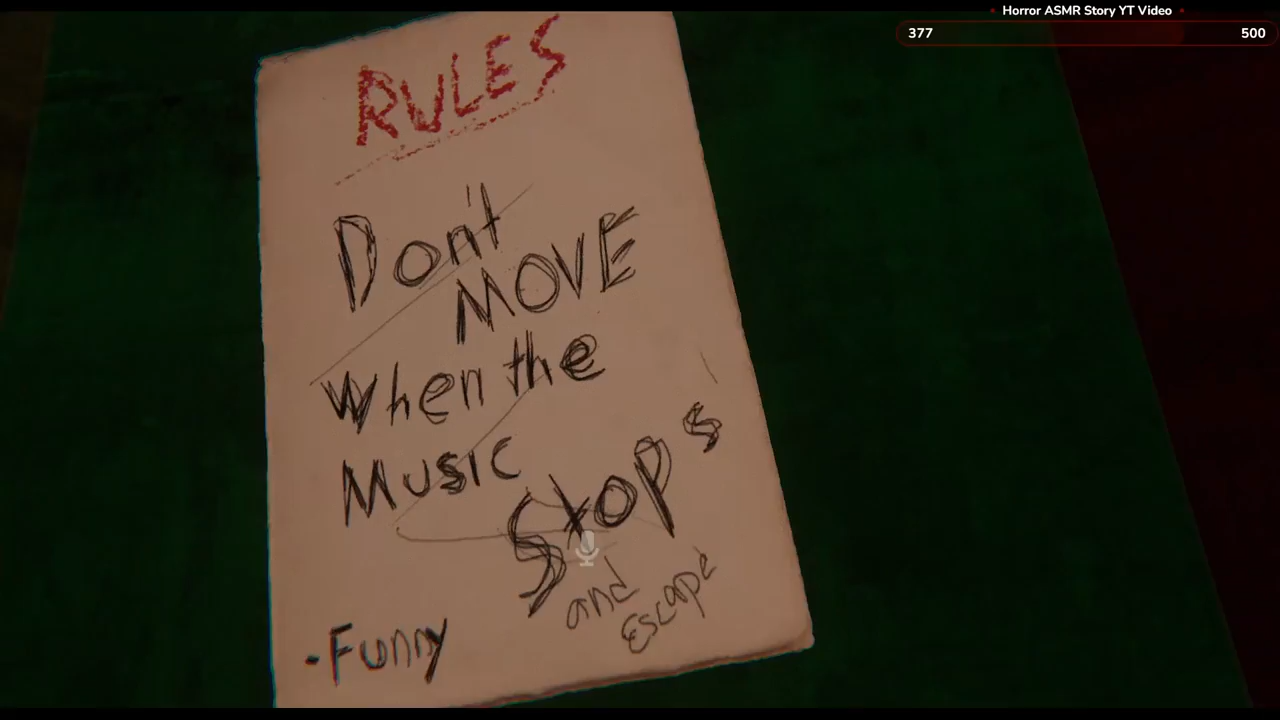 Horror ASMR Story YT Video
377 500
RULES
Don't
MOVE
When the
Music
Stops
and
Escape
-Funny